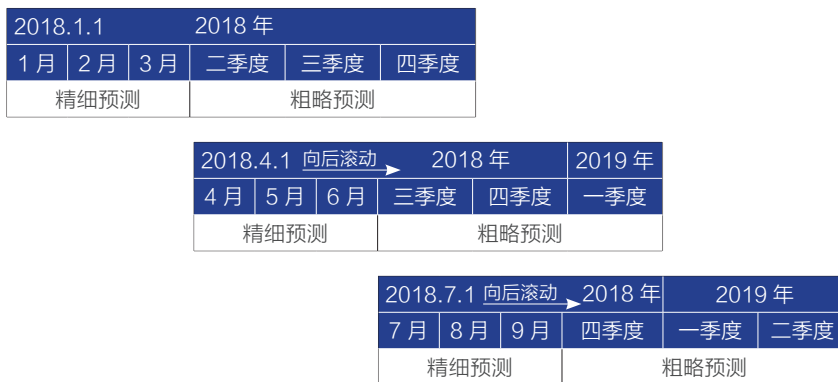 2018.1.1 2018 年
1 月 2 月 3 月 二季度 三季度 四季度
精细预测 粗略预测
2018.4.1 向后滚动 2018 年 2019 年
4 月 5 月 6 月 三季度 四季度 一季度
精细预测 粗略预测
2018.7.1 向后滚动 2018 年 2019 年
7 月 8 月 9 月 四季度 一季度 二季度
精细预测 粗略预测